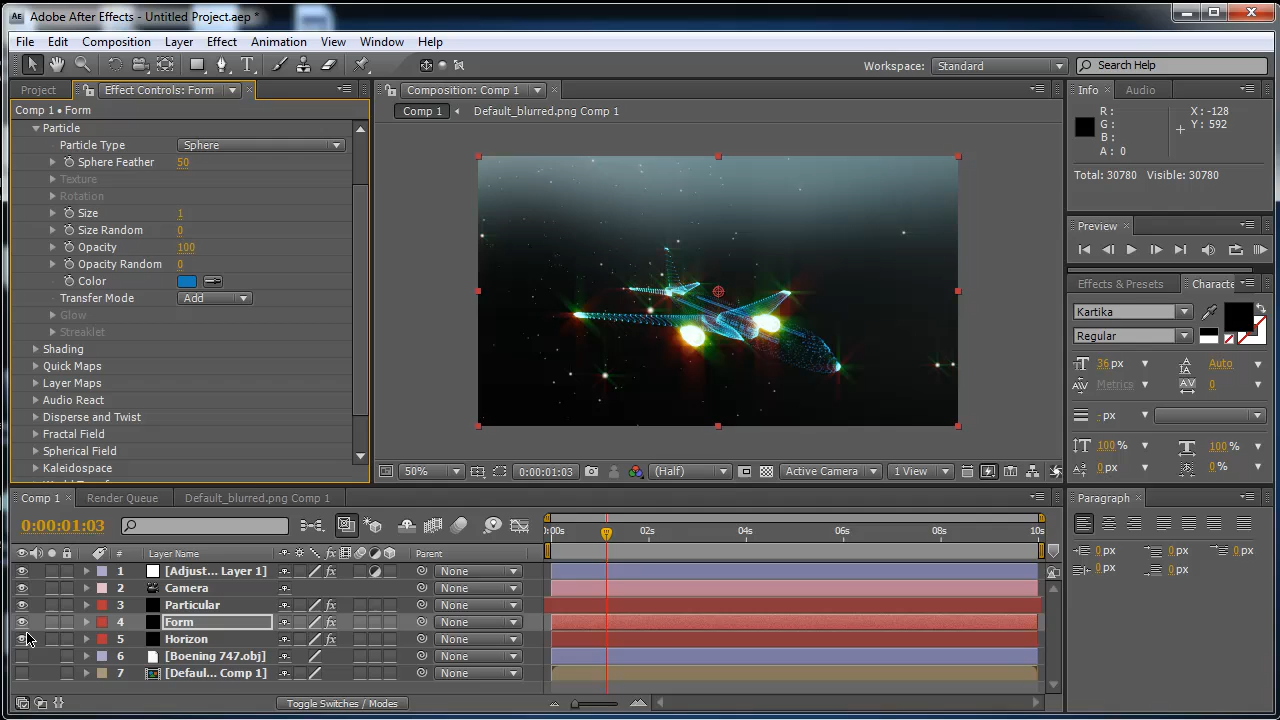 Adobe After Effects - Untitled Project.aep *
File Edit Composition Layer Effect Animation View Window Help
Workspace: Standard Search Help
Project Effect Controls: Form
Composition: Comp 1
Info Audio
Comp 1 • Form
Comp 1 Default_blurred.png Comp 1
Particle
Particle Type Sphere
Sphere Feather 50
Texture
Rotation
Size 1
Size Random 0
Opacity 100
Opacity Random 0
Color
Transfer Mode Add
Glow
Streaklet
Shading
Quick Maps
Layer Maps
Audio React
Disperse and Twist
Fractal Field
Spherical Field
Kaleidospace
50% 0:00:01:03 (Half) Active Camera 1 View
R: X: -128
G: Y: 592
B:
A: 0
Total: 30780 Visible: 30780
Preview
Effects & Presets Characte
Kartika
Regular
36 px Auto
Metrics 0
- px
100 % 100 %
0 px 0 %
Paragraph
0 px 0 px 0 px
0 px 0 px
Comp 1 Render Queue Default_blurred.png Comp 1
0:00:01:03
:00s 02s 04s 06s 08s 10s
# Layer Name Parent
1 [Adjust... Layer 1] None
2 Camera None
3 Particular None
4 Form None
5 Horizon None
6 [Boening 747.obj] None
7 [Defaul... Comp 1] None
Toggle Switches / Modes